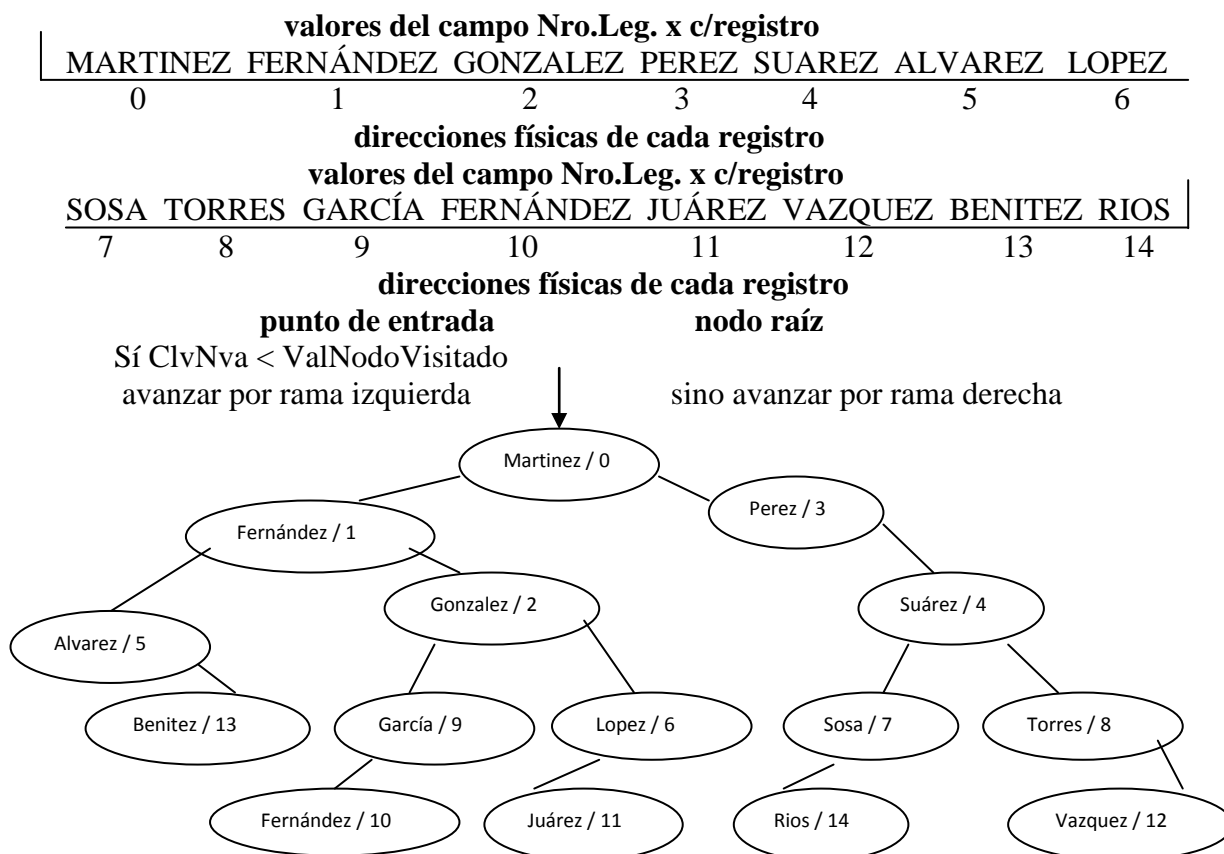 valores del campo Nro.Leg. x c/registro
MARTINEZ FERNÁNDEZ GONZALEZ PEREZ SUAREZ ALVAREZ LOPEZ
0 1 2 3 4 5 6
direcciones físicas de cada registro
valores del campo Nro.Leg. x c/registro
SOSA TORRES GARCÍA FERNÁNDEZ JUÁREZ VAZQUEZ BENITEZ RIOS
7 8 9 10 11 12 13 14
direcciones físicas de cada registro
punto de entrada nodo raíz
Sí ClvNva < ValNodoVisitado
avanzar por rama izquierda sino avanzar por rama derecha
Martinez / 0
Perez / 3
Fernández / 1
Gonzalez / 2
Suárez / 4
Alvarez / 5
Benitez / 13
García / 9
Lopez / 6
Sosa / 7
Torres / 8
Fernández / 10
Juárez / 11
Rios / 14
Vazquez / 12